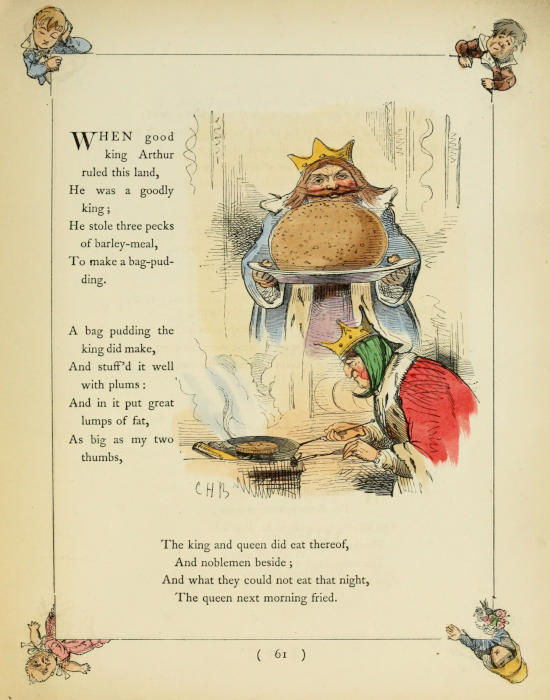 WHEN good
king Arthur
ruled this land,
He was a goodly
king;
He stole three pecks
of barley-meal,
To make a bag-pud-
ding.
A bag pudding the
king did make,
And stuff'd it well
with plums:
And in it put great
lumps of fat,
As big as my two
thumbs,
CHB
The king and queen did eat thereof,
And noblemen beside;
And what they could not eat that night,
The queen next morning fried.
( 61 )